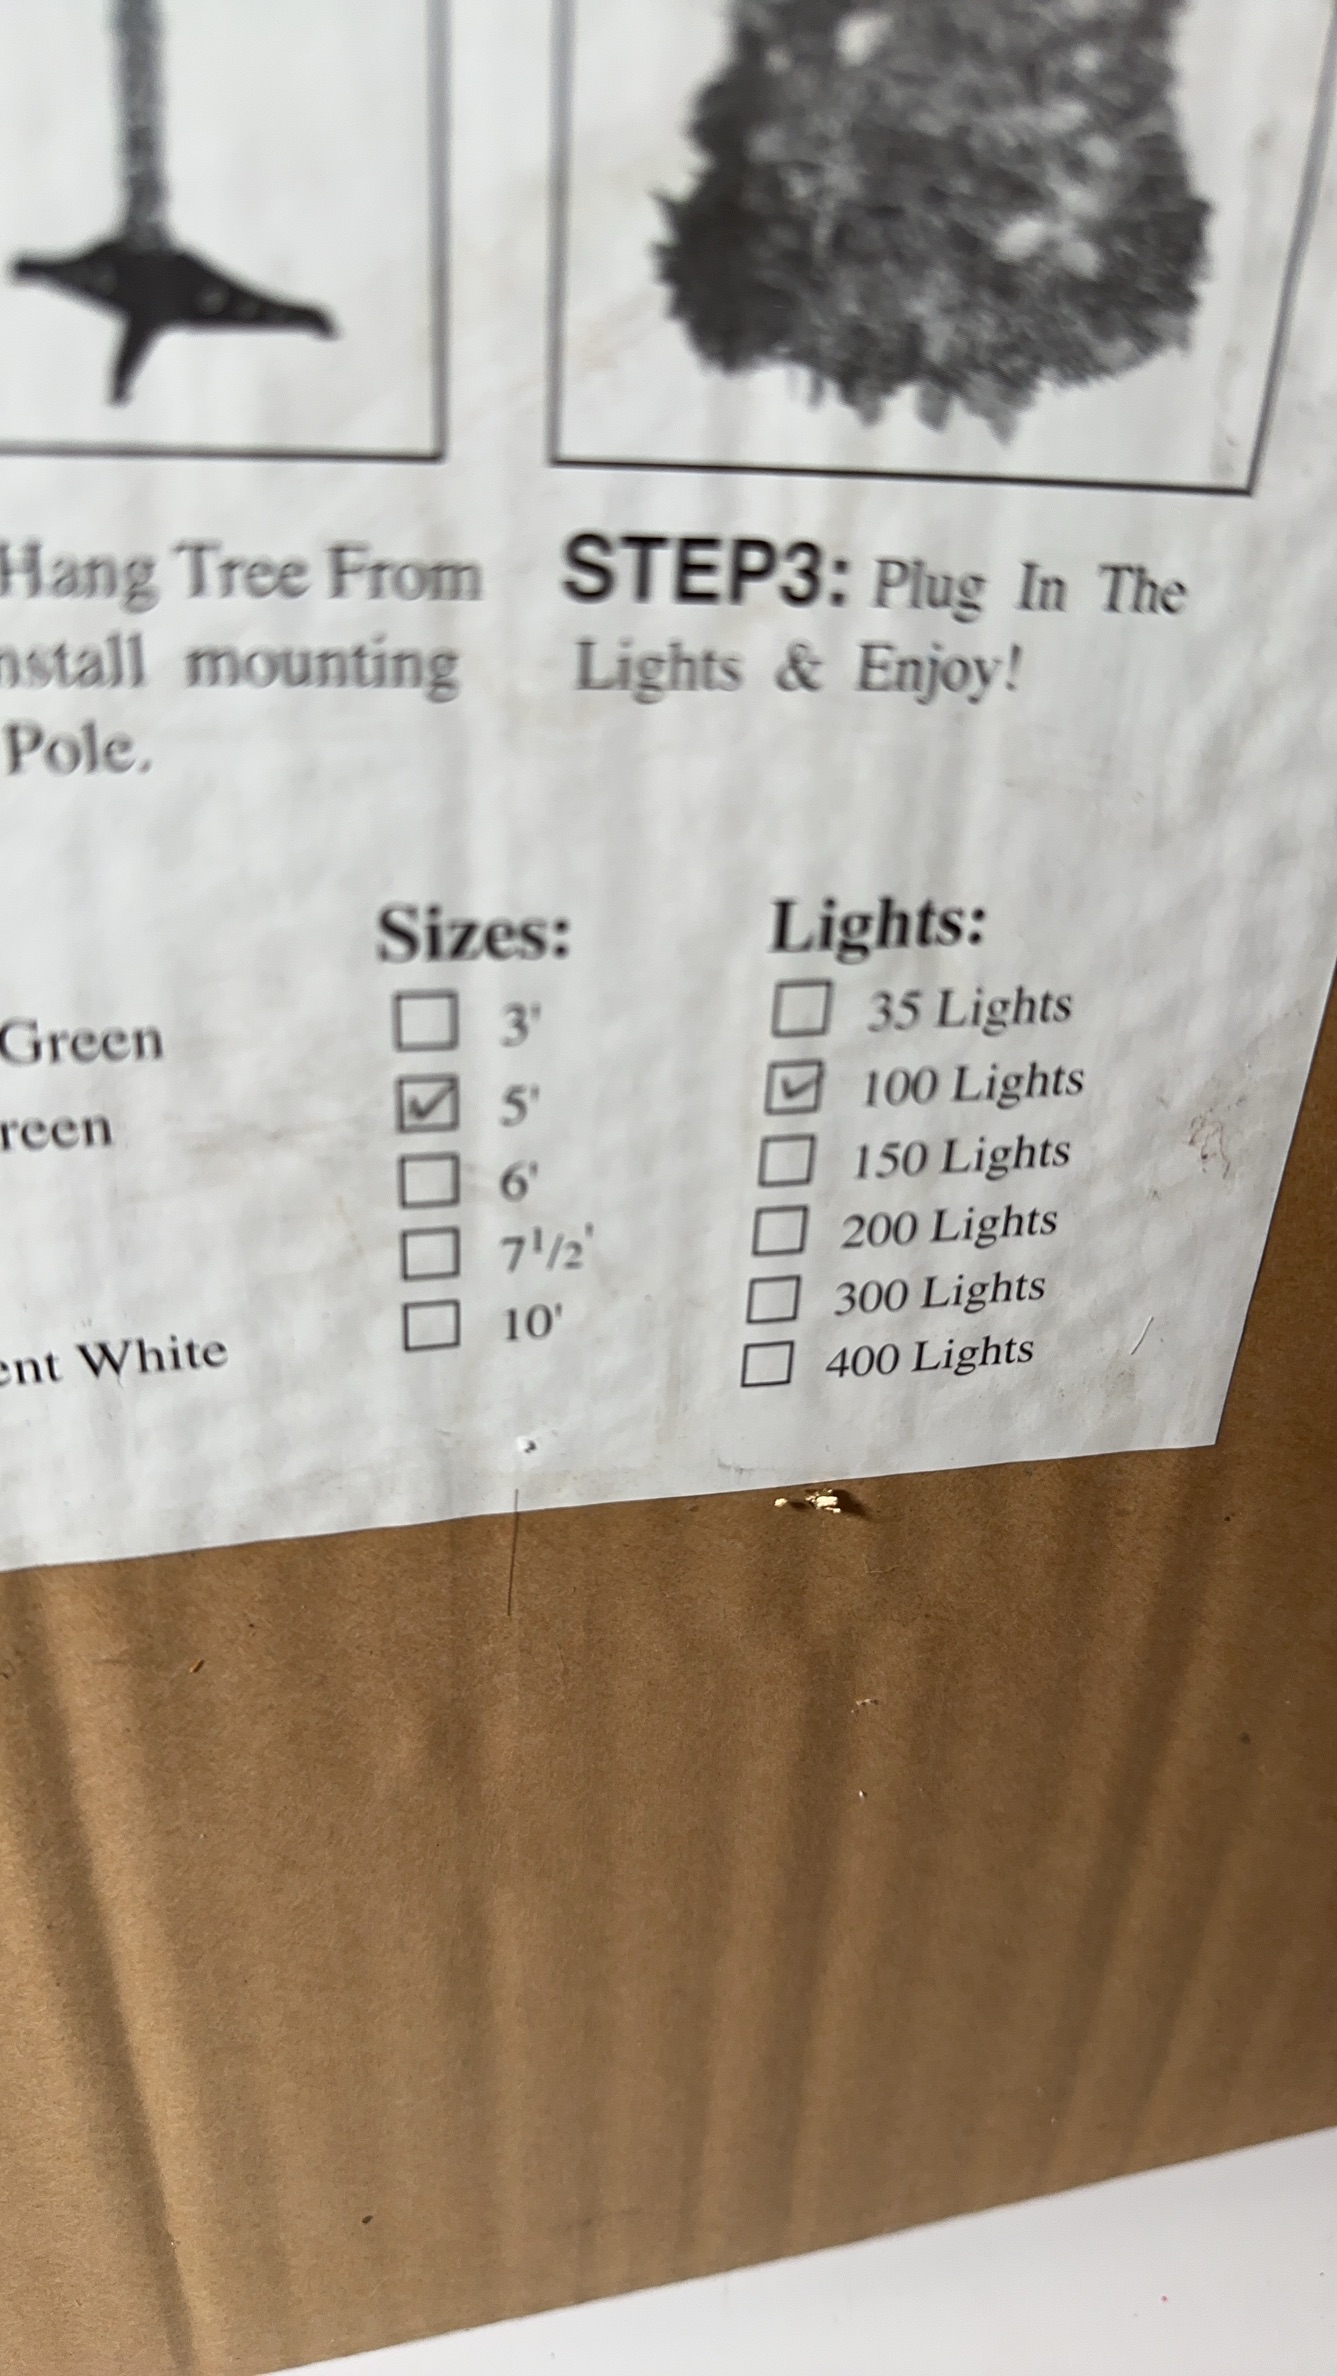 Hang Tree From
nstall mounting
Pole.
STEP3: Plug In The
Lights & Enjoy!
Green
reen
ent White
Sizes:
3'
5'
6'
7 1/2'
10'
Lights:
35 Lights
100 Lights
150 Lights
200 Lights
300 Lights
400 Lights